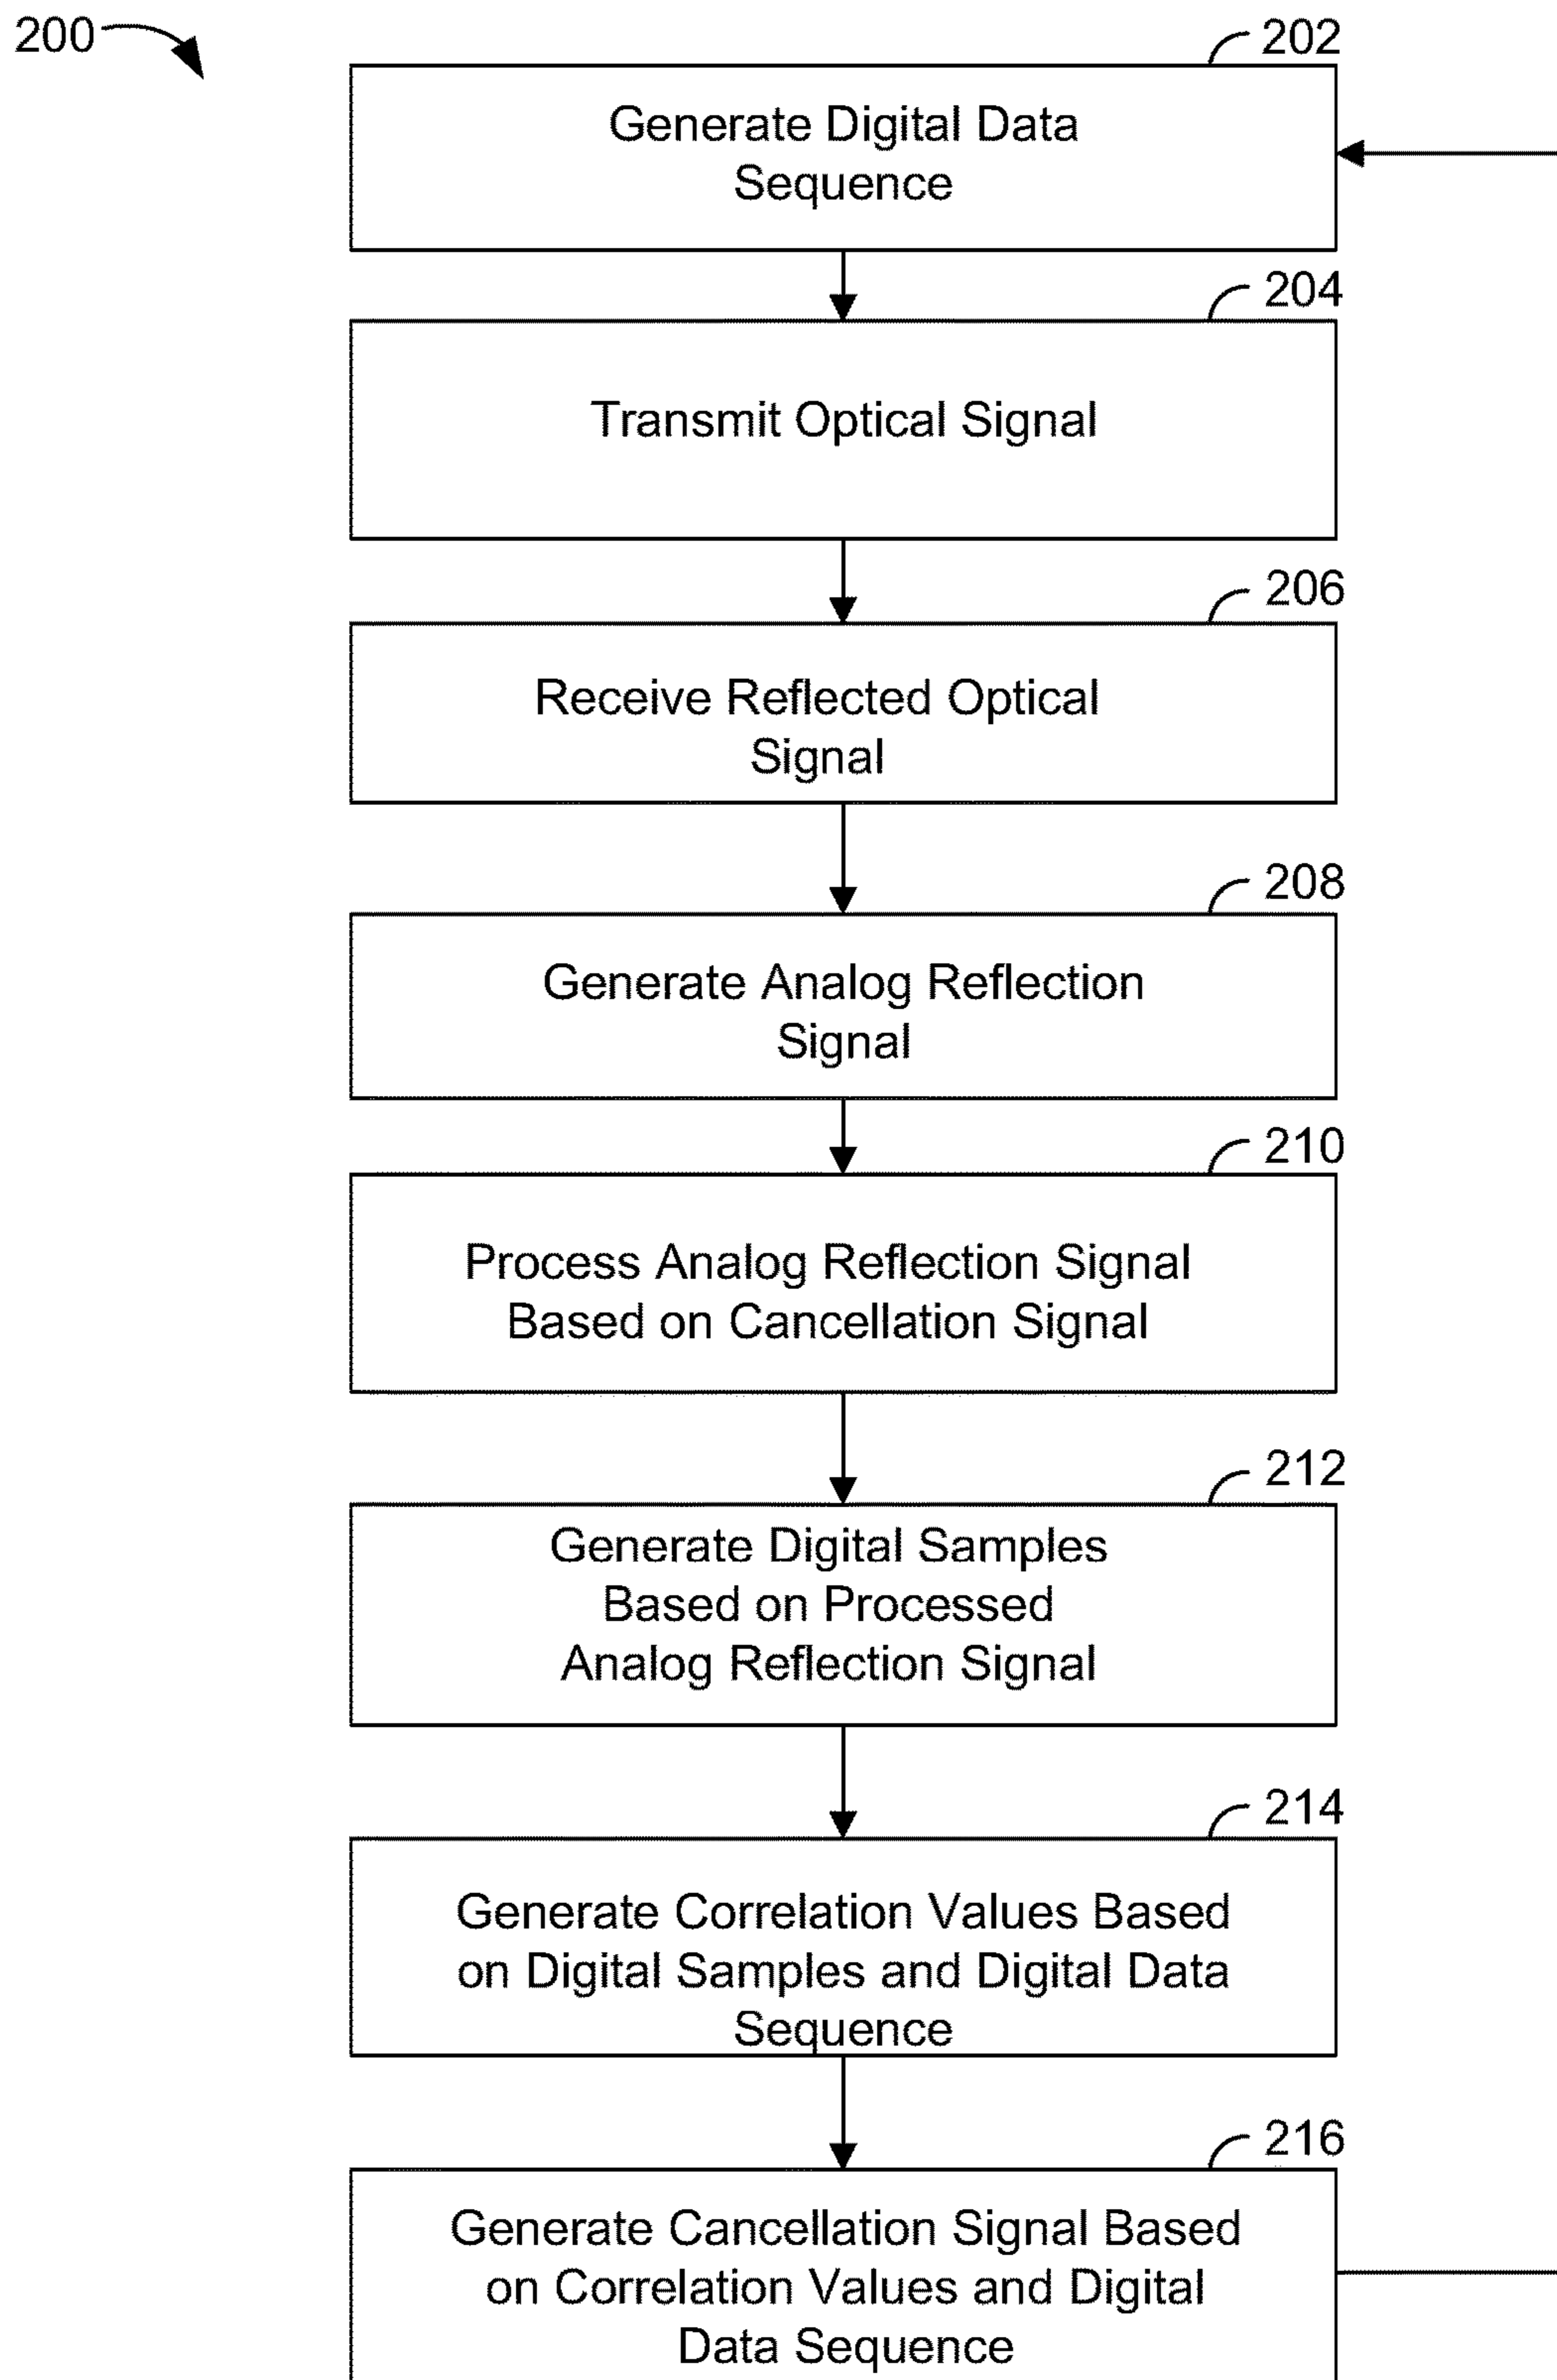 200
202
Generate Digital Data
Sequence
204
Transmit Optical Signal
206
Receive Reflected Optical
Signal
208
Generate Analog Reflection
Signal
210
Process Analog Reflection Signal
Based on Cancellation Signal
212
Generate Digital Samples
Based on Processed
Analog Reflection Signal
214
Generate Correlation Values Based
on Digital Samples and Digital Data
Sequence
216
Generate Cancellation Signal Based
on Correlation Values and Digital
Data Sequence